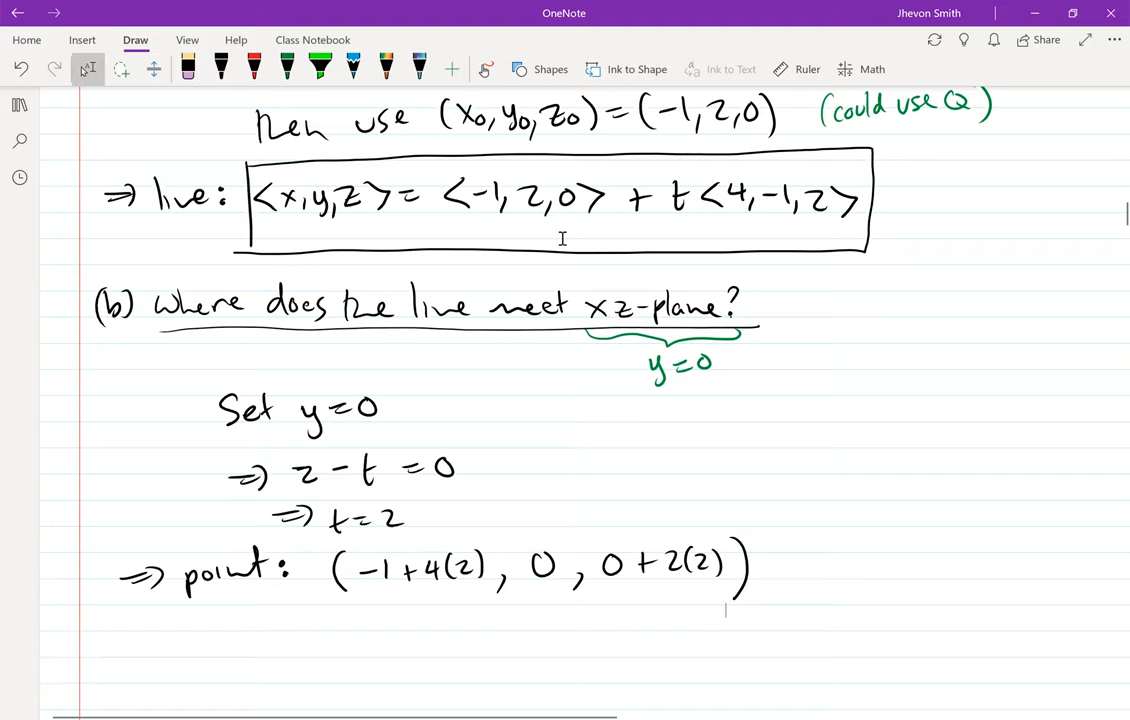 OneNote
Jhevon Smith
Home Insert Draw View Help Class Notebook
Share
Shapes Ink to Shape Ink to Text Ruler Math
then use (x₀, y₀, z₀) = (-1, 2, 0) (could use Q)
⇒ line: <x, y, z> = <-1, 2, 0> + t <4, -1, 2>
(b) where does the line meet xz-plane?
y = 0
Set y = 0
⇒ 2 - t = 0
⇒ t = 2
⇒ point: (-1 + 4(2), 0, 0 + 2(2))